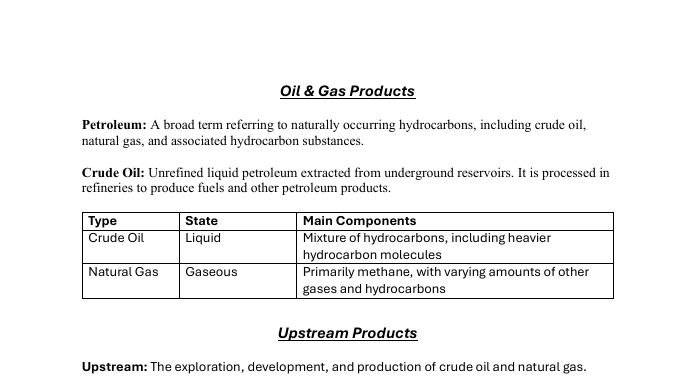 Oil & Gas Products
Petroleum: A broad term referring to naturally occurring hydrocarbons, including crude oil,
natural gas, and associated hydrocarbon substances.
Crude Oil: Unrefined liquid petroleum extracted from underground reservoirs. It is processed in
refineries to produce fuels and other petroleum products.
Type State Main Components
Crude Oil Liquid Mixture of hydrocarbons, including heavier
hydrocarbon molecules
Natural Gas Gaseous Primarily methane, with varying amounts of other
gases and hydrocarbons
Upstream Products
Upstream: The exploration, development, and production of crude oil and natural gas.